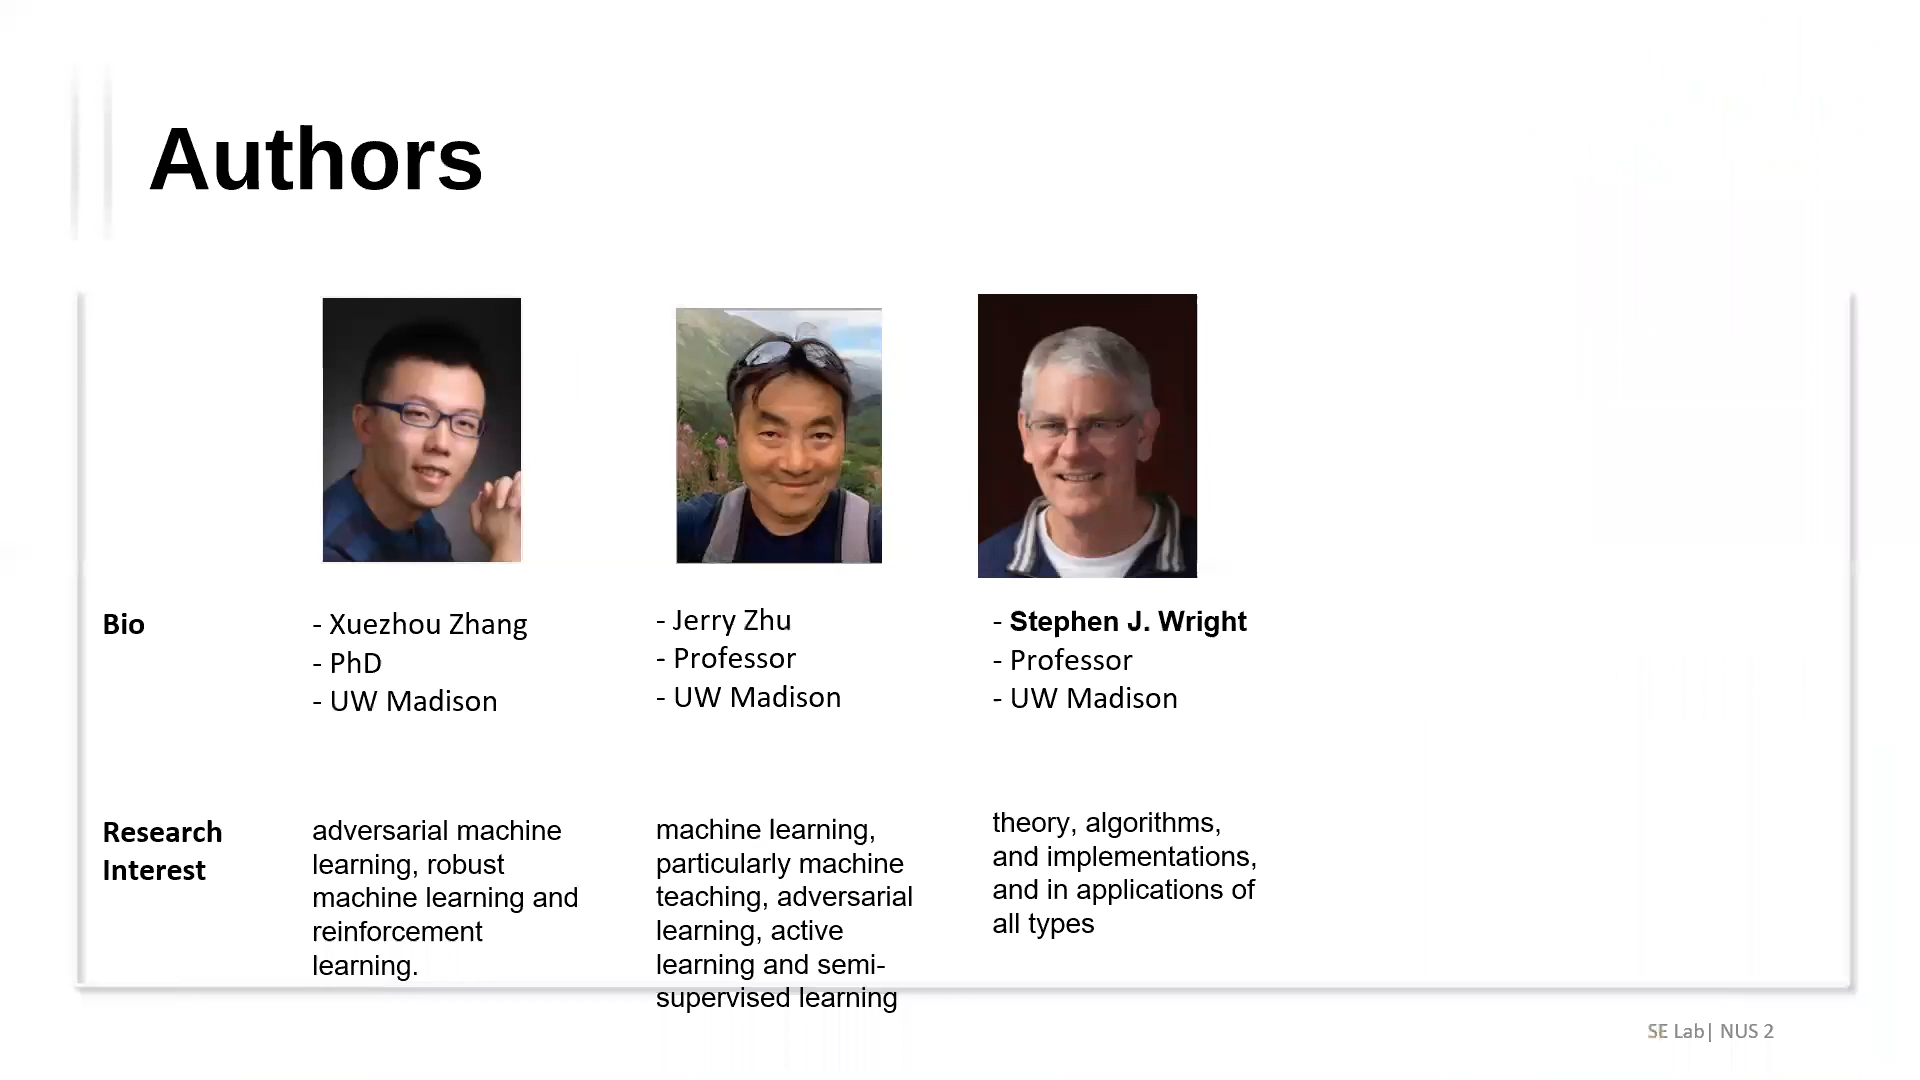 Authors
Bio
- Xuezhou Zhang
- PhD
- UW Madison
- Jerry Zhu
- Professor
- UW Madison
- Stephen J. Wright
- Professor
- UW Madison
Research
Interest
adversarial machine
learning, robust
machine learning and
reinforcement
learning.
machine learning,
particularly machine
teaching, adversarial
learning, active
learning and semi-
supervised learning
theory, algorithms,
and implementations,
and in applications of
all types
SE Lab| NUS 2